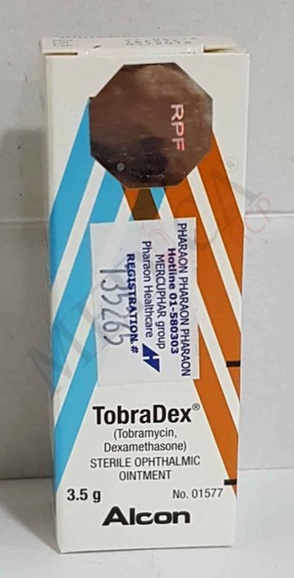 RPF
PHARAON PHARAON PHARAON
Hotline 01-580303
MERCUPHAR group
Pharaon Healthcare
REGISTRATION #
135265
TobraDex®
(Tobramycin,
Dexamethasone)
STERILE OPHTHALMIC
OINTMENT
3.5 g
No. 01577
Alcon